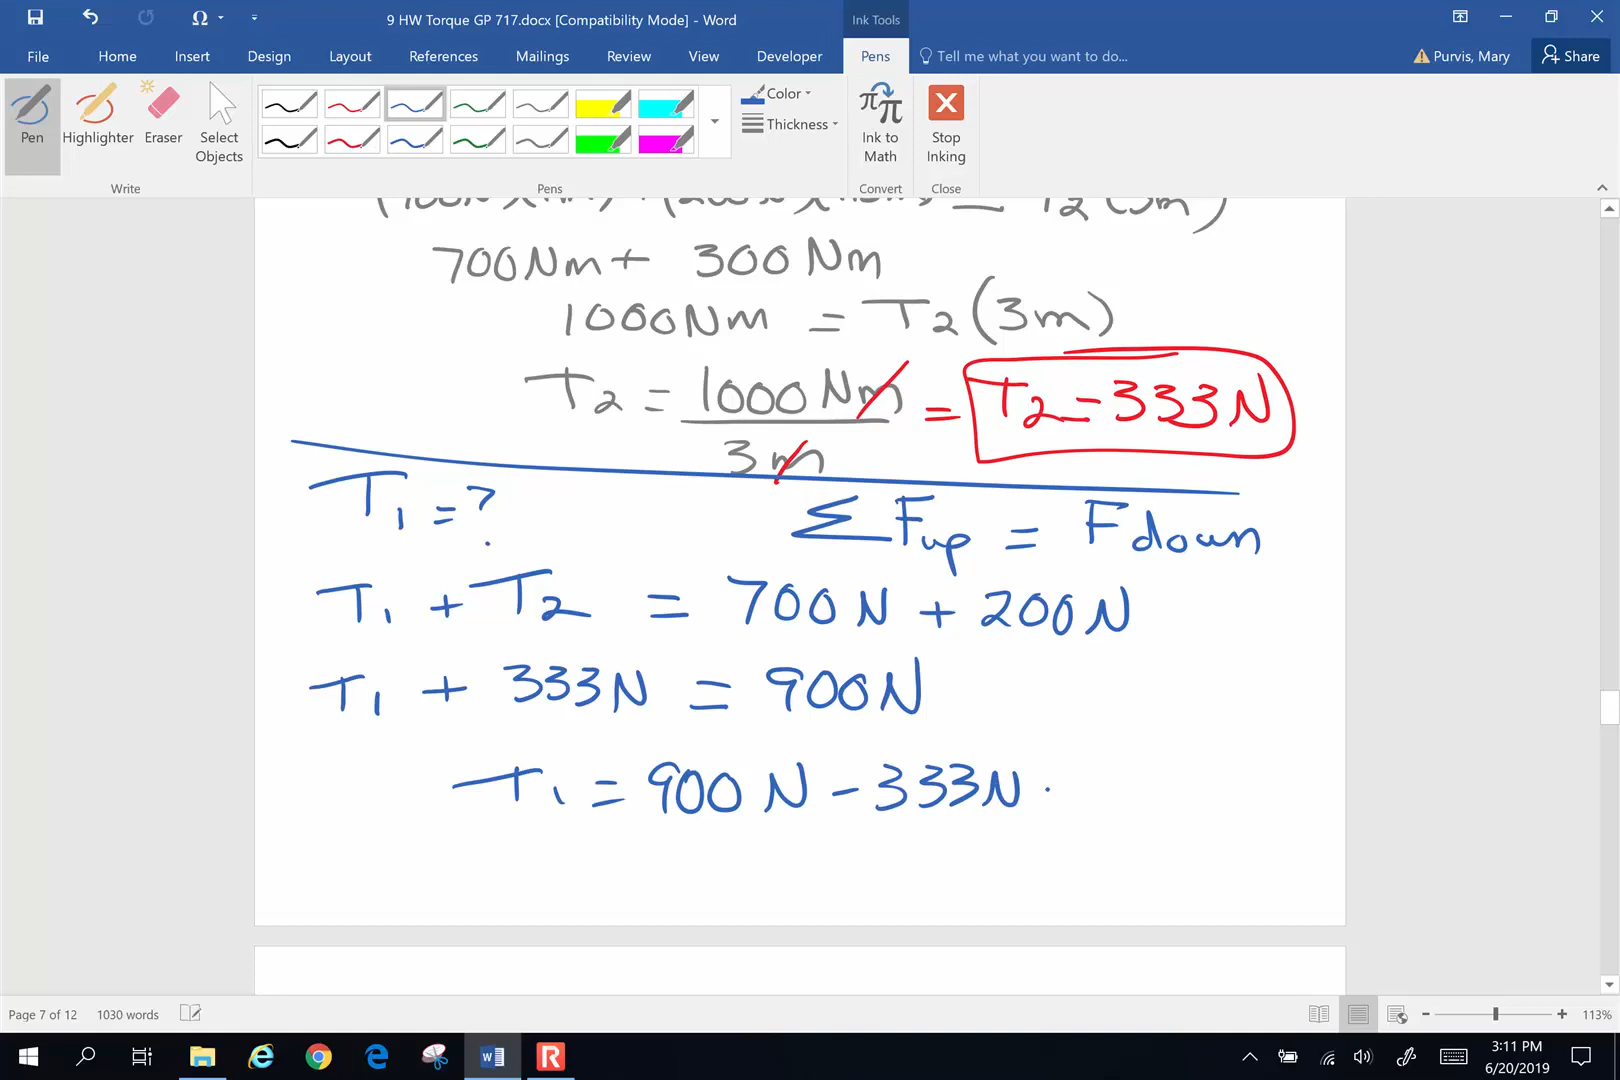 9 HW Torque GP 717.docx [Compatibility Mode] - Word
Ink Tools
File Home Insert Design Layout References Mailings Review View Developer Pens Tell me what you want to do... Purvis, Mary Share
Pen
Highlighter
Eraser
Select Objects
Color
Thickness
Ink to Math
Stop Inking
Write
Pens
Convert
Close
700Nm + 300Nm
1000Nm = T2 (3m)
T2 = 1000 Nm / 3m = T2 = 333N
T1 = ?
Σ Fup = Fdown
T1 + T2 = 700N + 200N
T1 + 333N = 900N
T1 = 900 N - 333N
Page 7 of 12 1030 words 113%
3:11 PM
6/20/2019